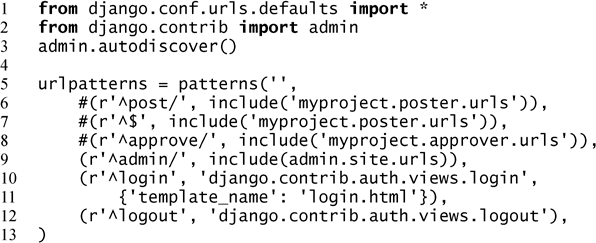 1 from django.conf.urls.defaults import *
2 from django.contrib import admin
3 admin.autodiscover()
4
5 urlpatterns = patterns('',
6     #(r'^post/', include('myproject.poster.urls')),
7     #(r'^$', include('myproject.poster.urls')),
8     #(r'^approve/', include('myproject.approver.urls')),
9     (r'^admin/', include(admin.site.urls)),
10     (r'^login', 'django.contrib.auth.views.login',
11         {'template_name': 'login.html'}),
12     (r'^logout', 'django.contrib.auth.views.logout'),
13 )